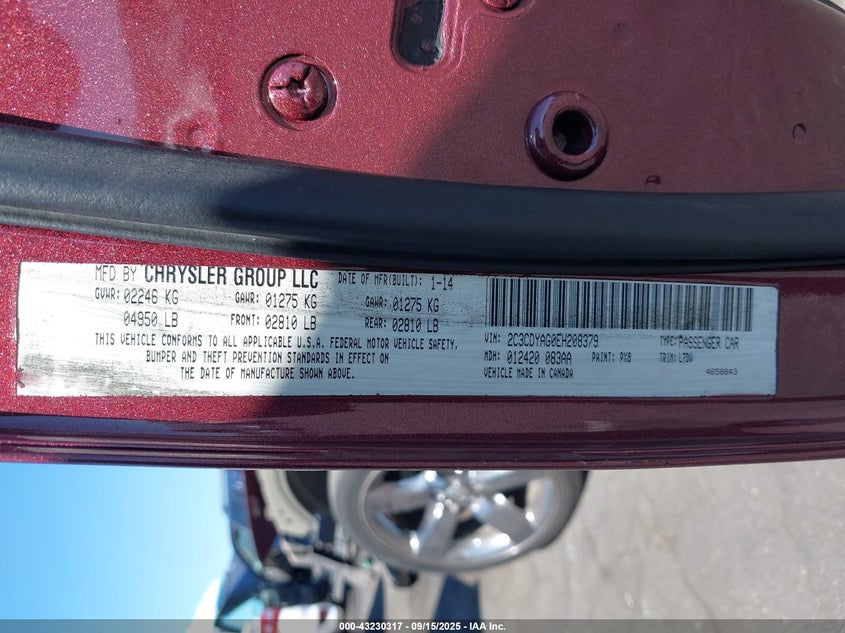 MFD BY CHRYSLER GROUP LLC DATE OF MFR(BUILT): 1-14
GVWR: 02246 KG GAWR: 01275 KG GAWR: 01275 KG
04950 LB FRONT: 02810 LB REAR: 02810 LB
THIS VEHICLE CONFORMS TO ALL APPLICABLE U.S.A. FEDERAL MOTOR VEHICLE SAFETY,
BUMPER AND THEFT PREVENTION STANDARDS IN EFFECT ON
THE DATE OF MANUFACTURE SHOWN ABOVE.
VIN: 2C3CDYAG0EH208379 TYPE: PASSENGER CAR
MDH: 012420 083AA PAINT: PX8 TRIM: LTDV
VEHICLE MADE IN CANADA 4658843
000-43230317 - 09/15/2025 - IAA Inc.